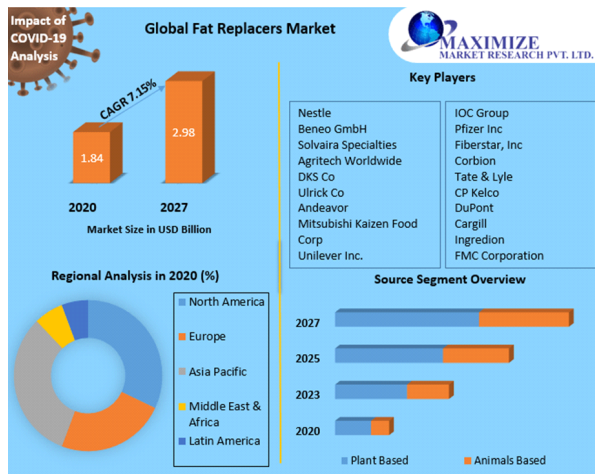 Impact of
COVID-19
Analysis
Global Fat Replacers Market
MAXIMIZE
MARKET RESEARCH PVT. LTD.
CAGR 7.15%
1.84
2.98
2020
2027
Market Size in USD Billion
Key Players
Nestle
Beneo GmbH
Solvaira Specialties
Agritech Worldwide
DKS Co
Ulrick Co
Andeavor
Mitsubishi Kaizen Food
Corp
Unilever Inc.
IOC Group
Pfizer Inc
Fiberstar, Inc
Corbion
Tate & Lyle
CP Kelco
DuPont
Cargill
Ingredion
FMC Corporation
Regional Analysis in 2020 (%)
North America
Europe
Asia Pacific
Middle East &
Africa
Latin America
Source Segment Overview
2027
2025
2023
2020
Plant Based
Animals Based